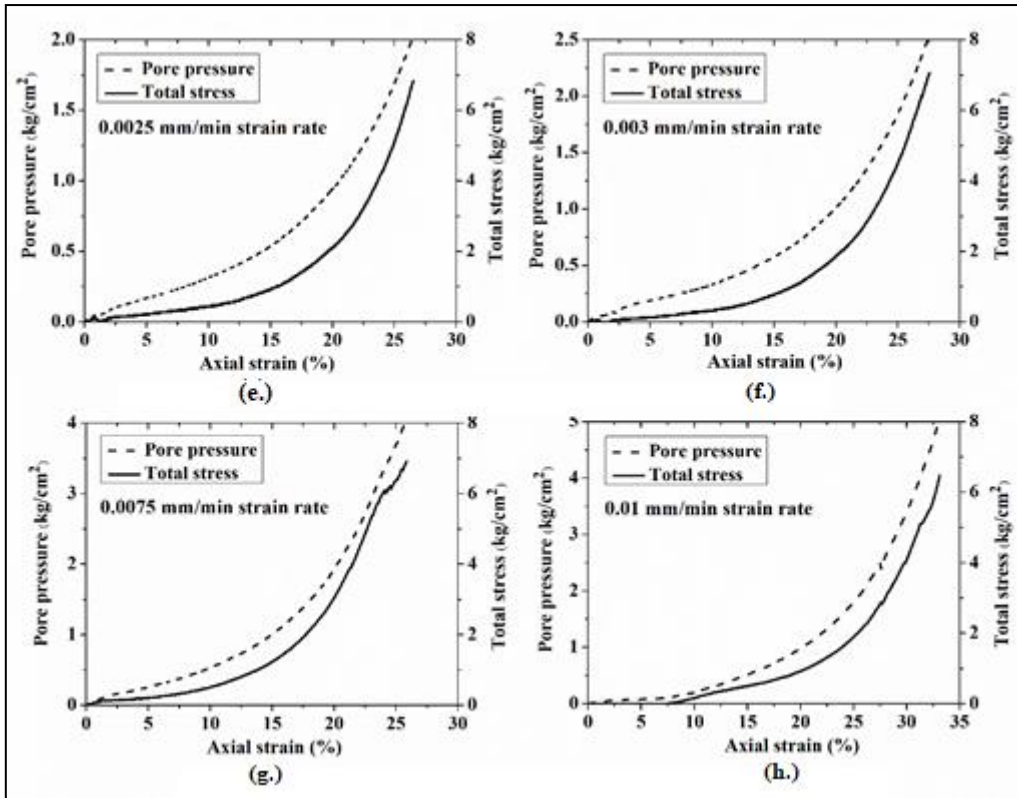 Pore pressure (kg/cm²)
2.0
1.5
1.0
0.5
0.0
Pore pressure
Total stress
0.0025 mm/min strain rate
8
6
4
2
0
Total stress (kg/cm²)
0 5 10 15 20 25 30
Axial strain (%)
(e.)
Pore pressure (kg/cm²)
2.5
2.0
1.5
1.0
0.5
0.0
Pore pressure
Total stress
0.003 mm/min strain rate
8
6
4
2
0
Total stress (kg/cm²)
0 5 10 15 20 25 30
Axial strain (%)
(f.)
Pore pressure (kg/cm²)
4
3
2
1
0
Pore pressure
Total stress
0.0075 mm/min strain rate
8
6
4
2
0
Total stress (kg/cm²)
0 5 10 15 20 25 30
Axial strain (%)
(g.)
Pore pressure (kg/cm²)
5
4
3
2
1
0
Pore pressure
Total stress
0.01 mm/min strain rate
8
6
4
2
0
Total stress (kg/cm²)
0 5 10 15 20 25 30 35
Axial strain (%)
(h.)